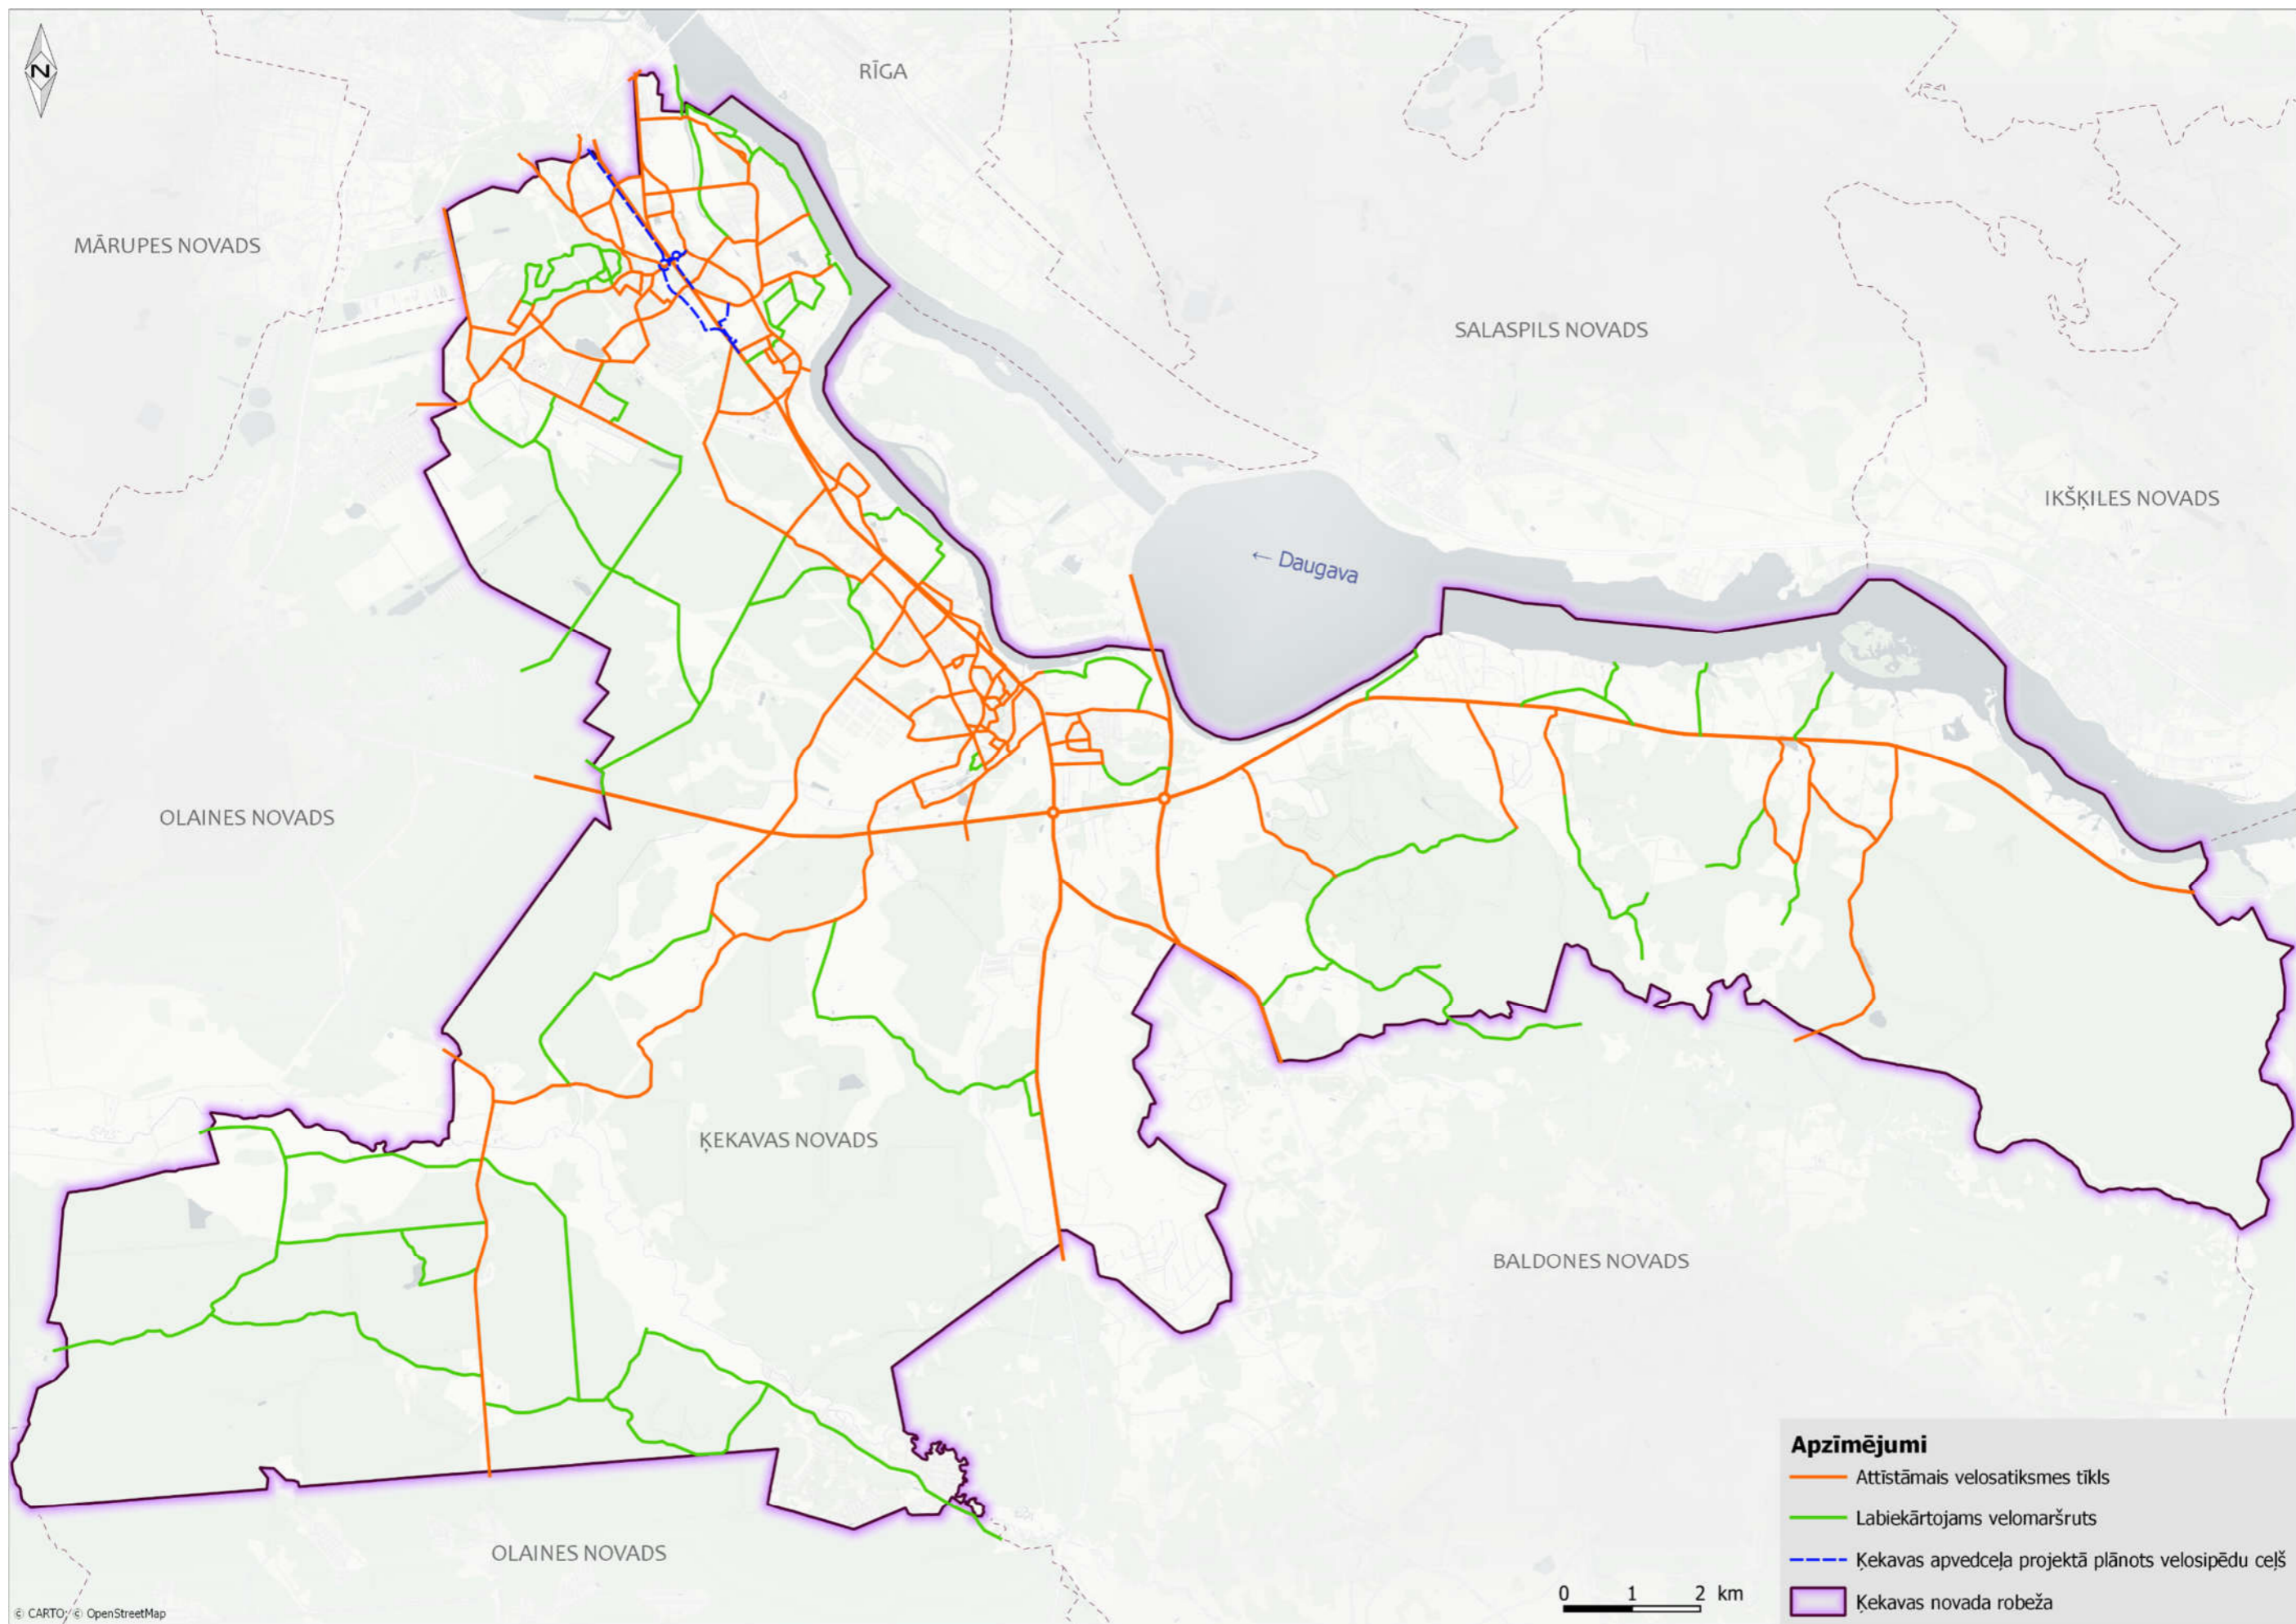 N
RĪGA
MĀRUPES NOVADS
SALASPILS NOVADS
IKŠĶILES NOVADS
← Daugava
OLAINES NOVADS
ĶEKAVAS NOVADS
BALDONES NOVADS
OLAINES NOVADS
Apzīmējumi
Attīstāmais velosatiksmes tīkls
Labiekārtojams velomaršruts
Ķekavas apvedceļa projektā plānots velosipēdu ceļš
Ķekavas novada robeža
0 1 2 km
© CARTO; © OpenStreetMap